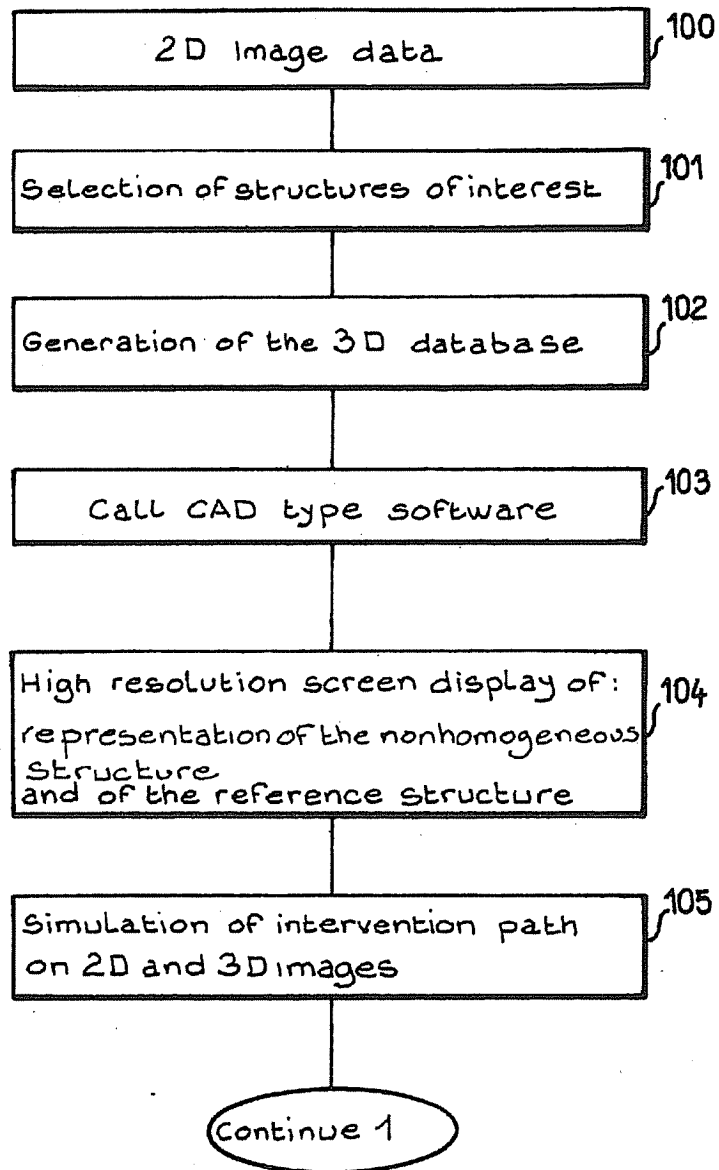 100
2D Image data
101
Selection of structures of interest
102
Generation of the 3D database
103
Call CAD type software
104
High resolution screen display of:
representation of the nonhomogeneous
structure
and of the reference structure
105
Simulation of intervention path
on 2D and 3D images
Continue 1